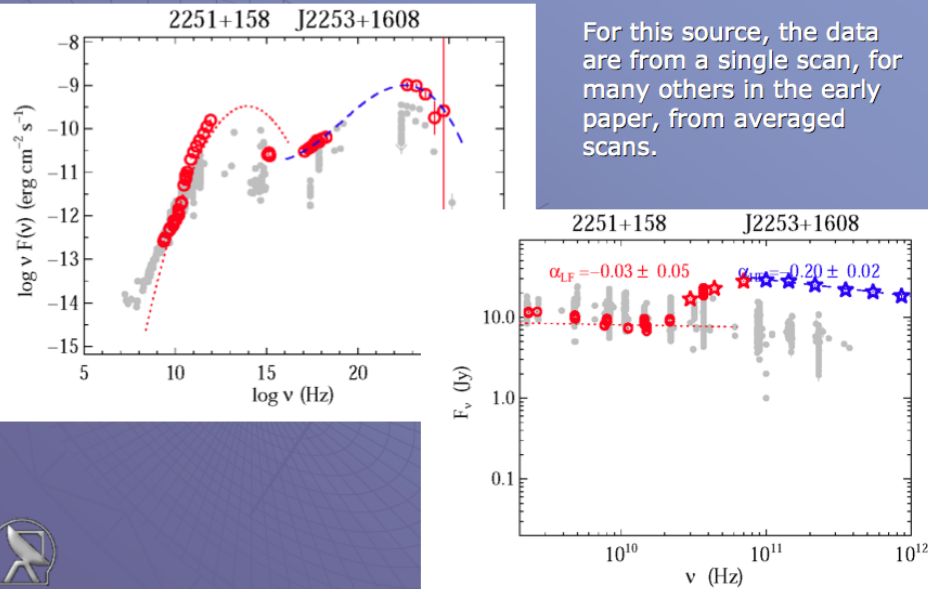 2251+158 J2253+1608
For this source, the data
are from a single scan, for
many others in the early
paper, from averaged
scans.
log ν F(ν) (erg cm⁻² s⁻¹)
−8
−9
−10
−11
−12
−13
−14
−15
5 10 15 20
log ν (Hz)
2251+158 J2253+1608
α_LF =−0.03 ± 0.05
−0.20 ± 0.02
F_ν (Jy)
10.0
1.0
0.1
10¹⁰ 10¹¹ 10¹²
ν (Hz)